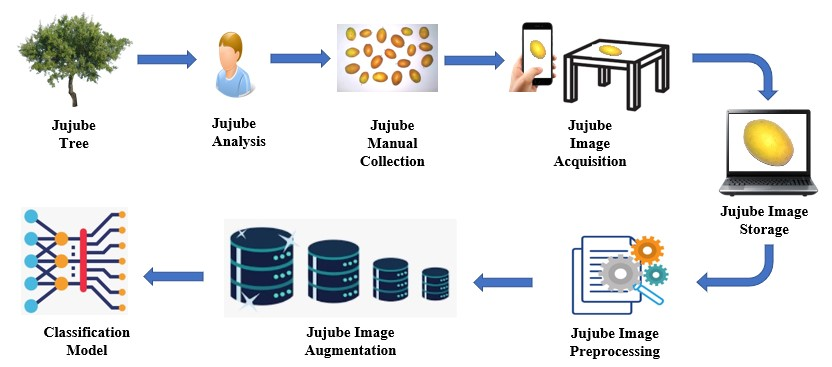 Jujube
Tree
Jujube
Analysis
Jujube
Manual
Collection
Jujube
Image
Acquisition
Jujube Image
Storage
Jujube Image
Preprocessing
Jujube Image
Augmentation
Classification
Model